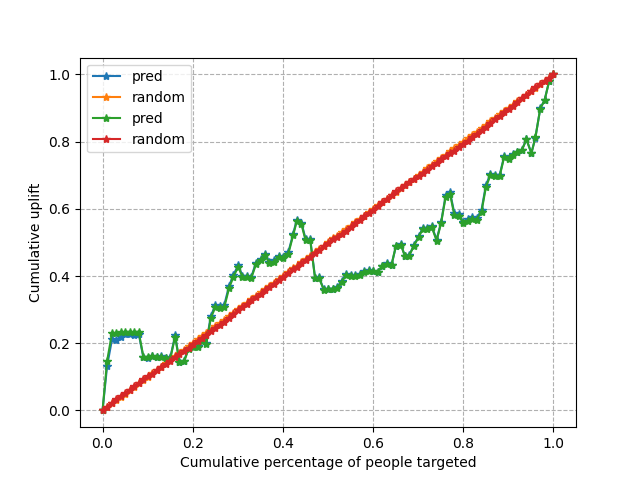 pred
random
pred
random
1.0
0.8
0.6
0.4
0.2
0.0
Cumulative uplift
0.0 0.2 0.4 0.6 0.8 1.0
Cumulative percentage of people targeted